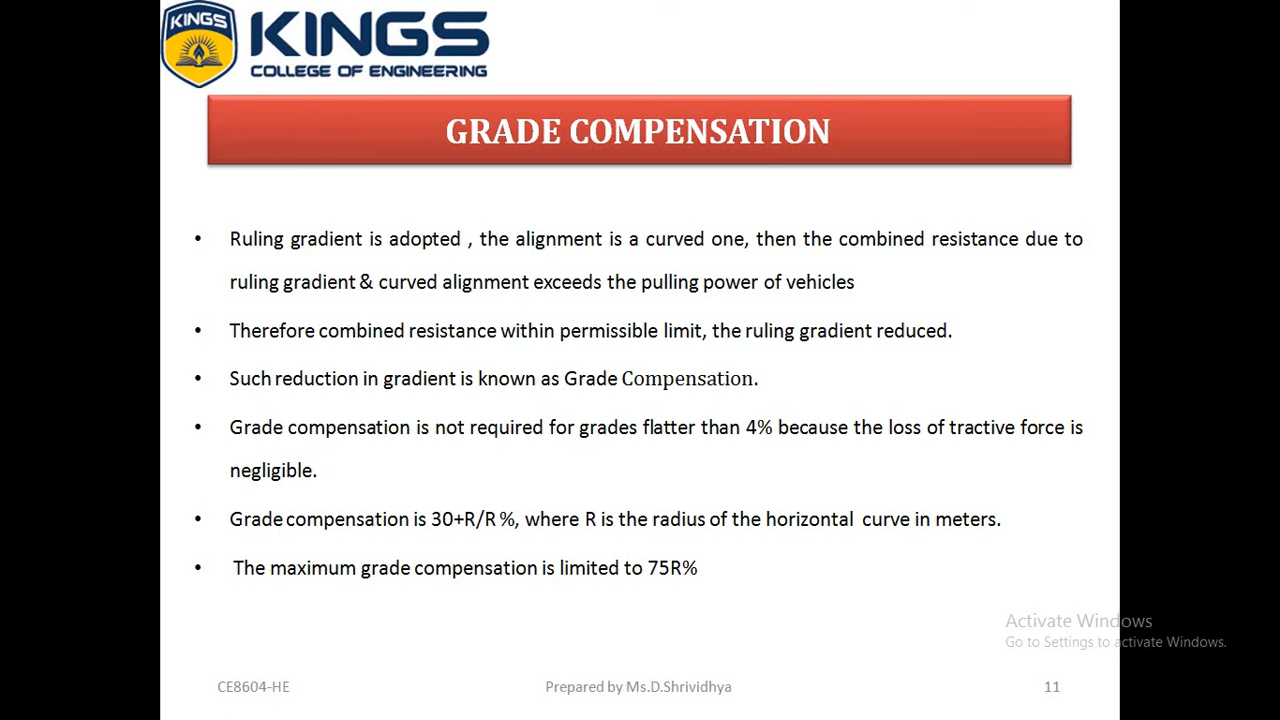 KINGS
KINGS
COLLEGE OF ENGINEERING
GRADE COMPENSATION
• Ruling gradient is adopted , the alignment is a curved one, then the combined resistance due to
ruling gradient & curved alignment exceeds the pulling power of vehicles
• Therefore combined resistance within permissible limit, the ruling gradient reduced.
• Such reduction in gradient is known as Grade Compensation.
• Grade compensation is not required for grades flatter than 4% because the loss of tractive force is
negligible.
• Grade compensation is 30+R/R %, where R is the radius of the horizontal curve in meters.
• The maximum grade compensation is limited to 75R%
Activate Windows
Go to Settings to activate Windows.
CE8604-HE
Prepared by Ms.D.Shrividhya
11